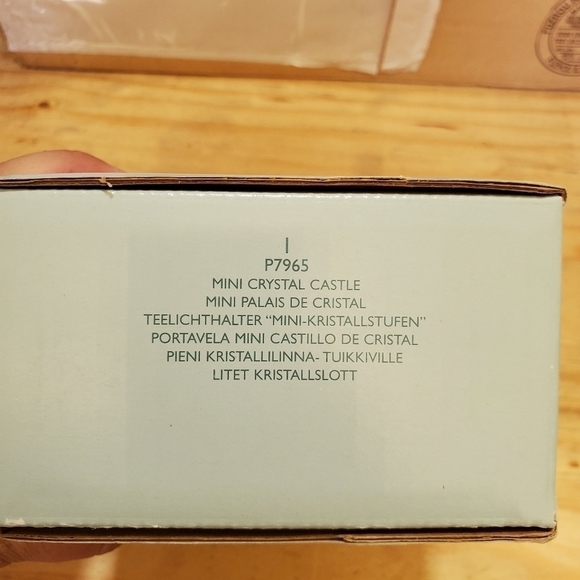 1
P7965
MINI CRYSTAL CASTLE
MINI PALAIS DE CRISTAL
TEELICHTHALTER “MINI-KRISTALLSTUFEN”
PORTAVELA MINI CASTILLO DE CRISTAL
PIENI KRISTALLILINNA- TUIKKIVILLE
LITET KRISTALLSLOTT